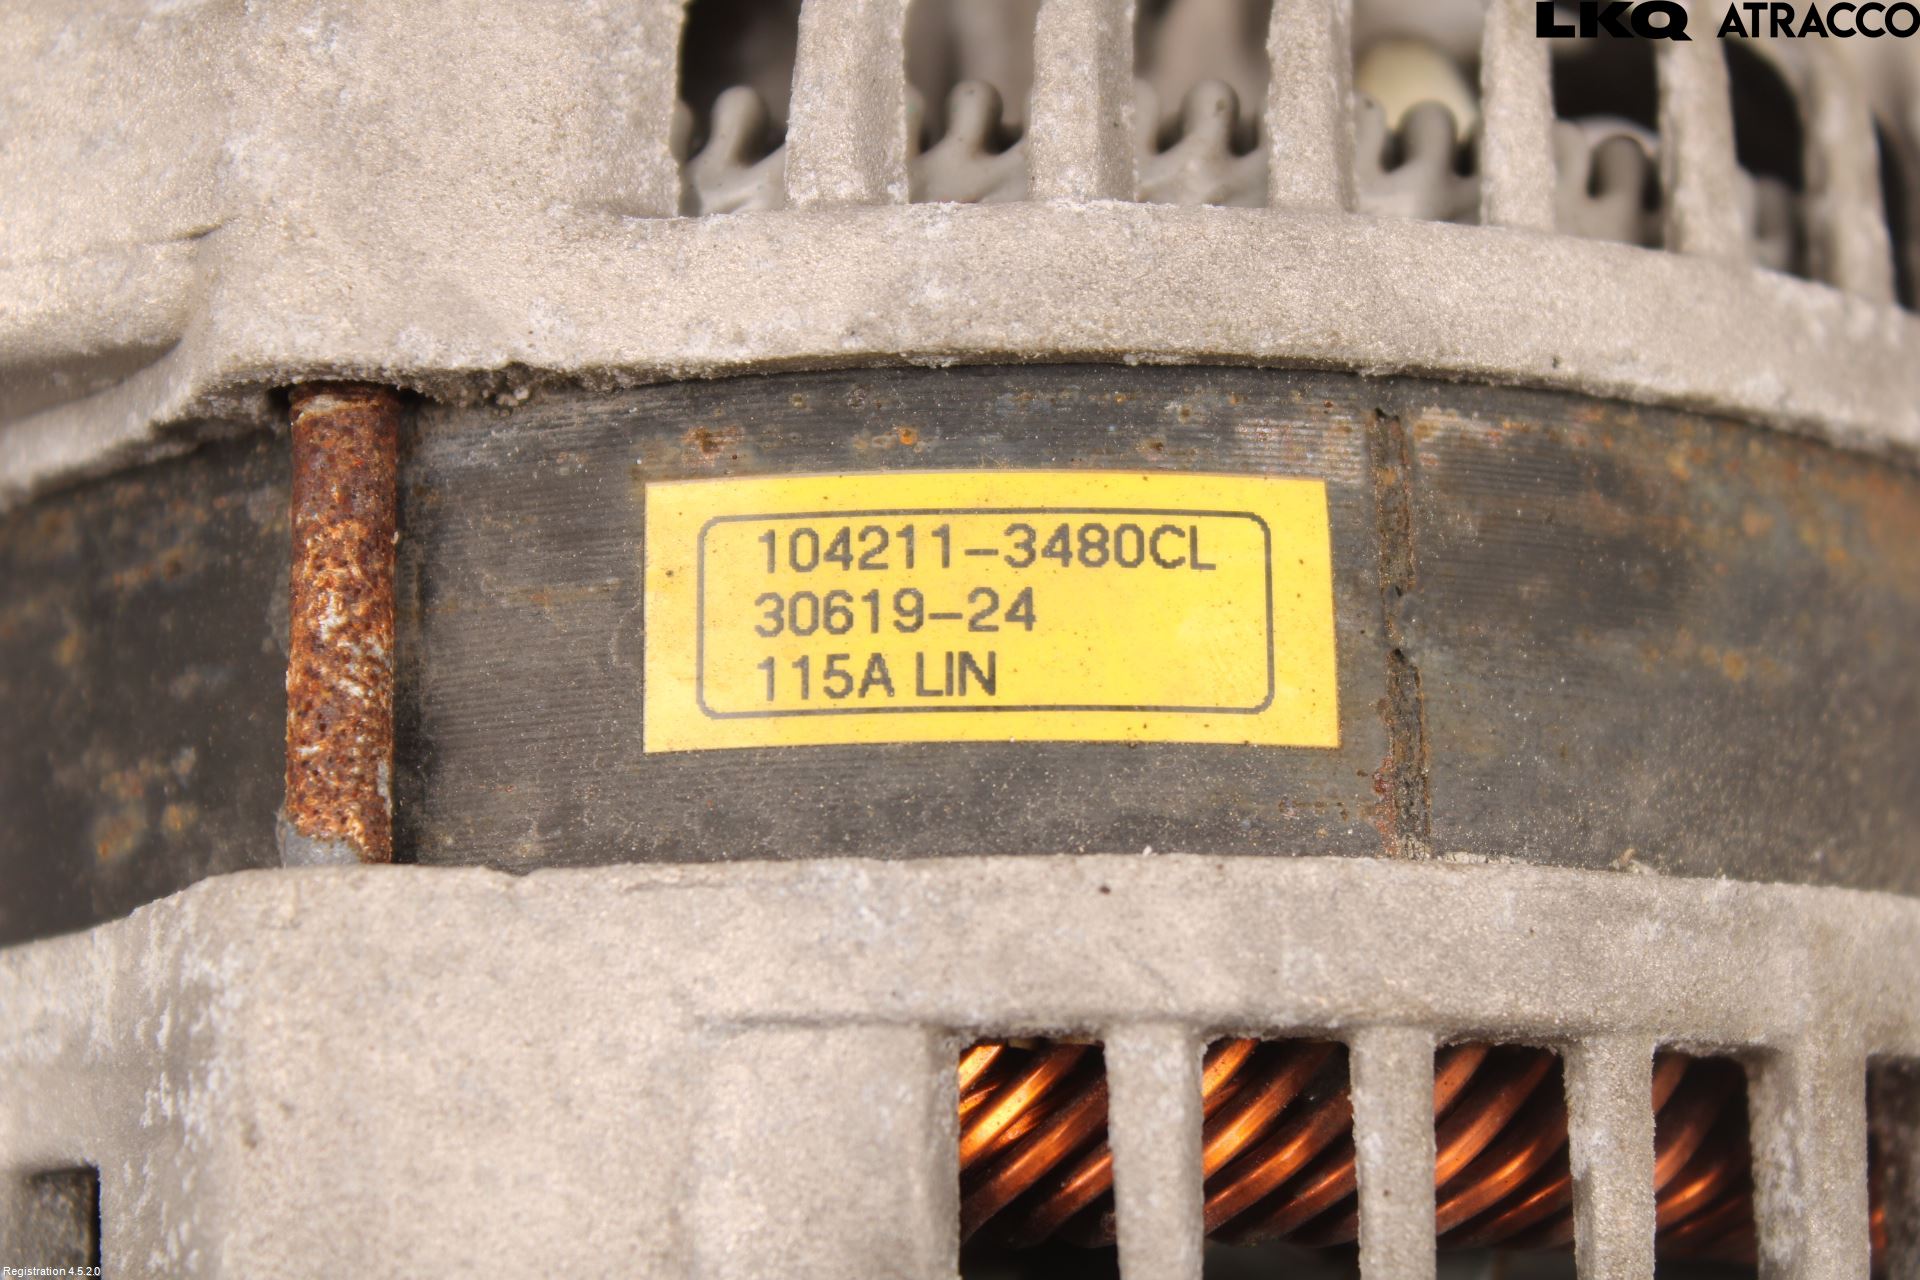 LKQ ATRACCO
104211-3480CL
30619-24
115A LIN
Registration 4.5.2.0